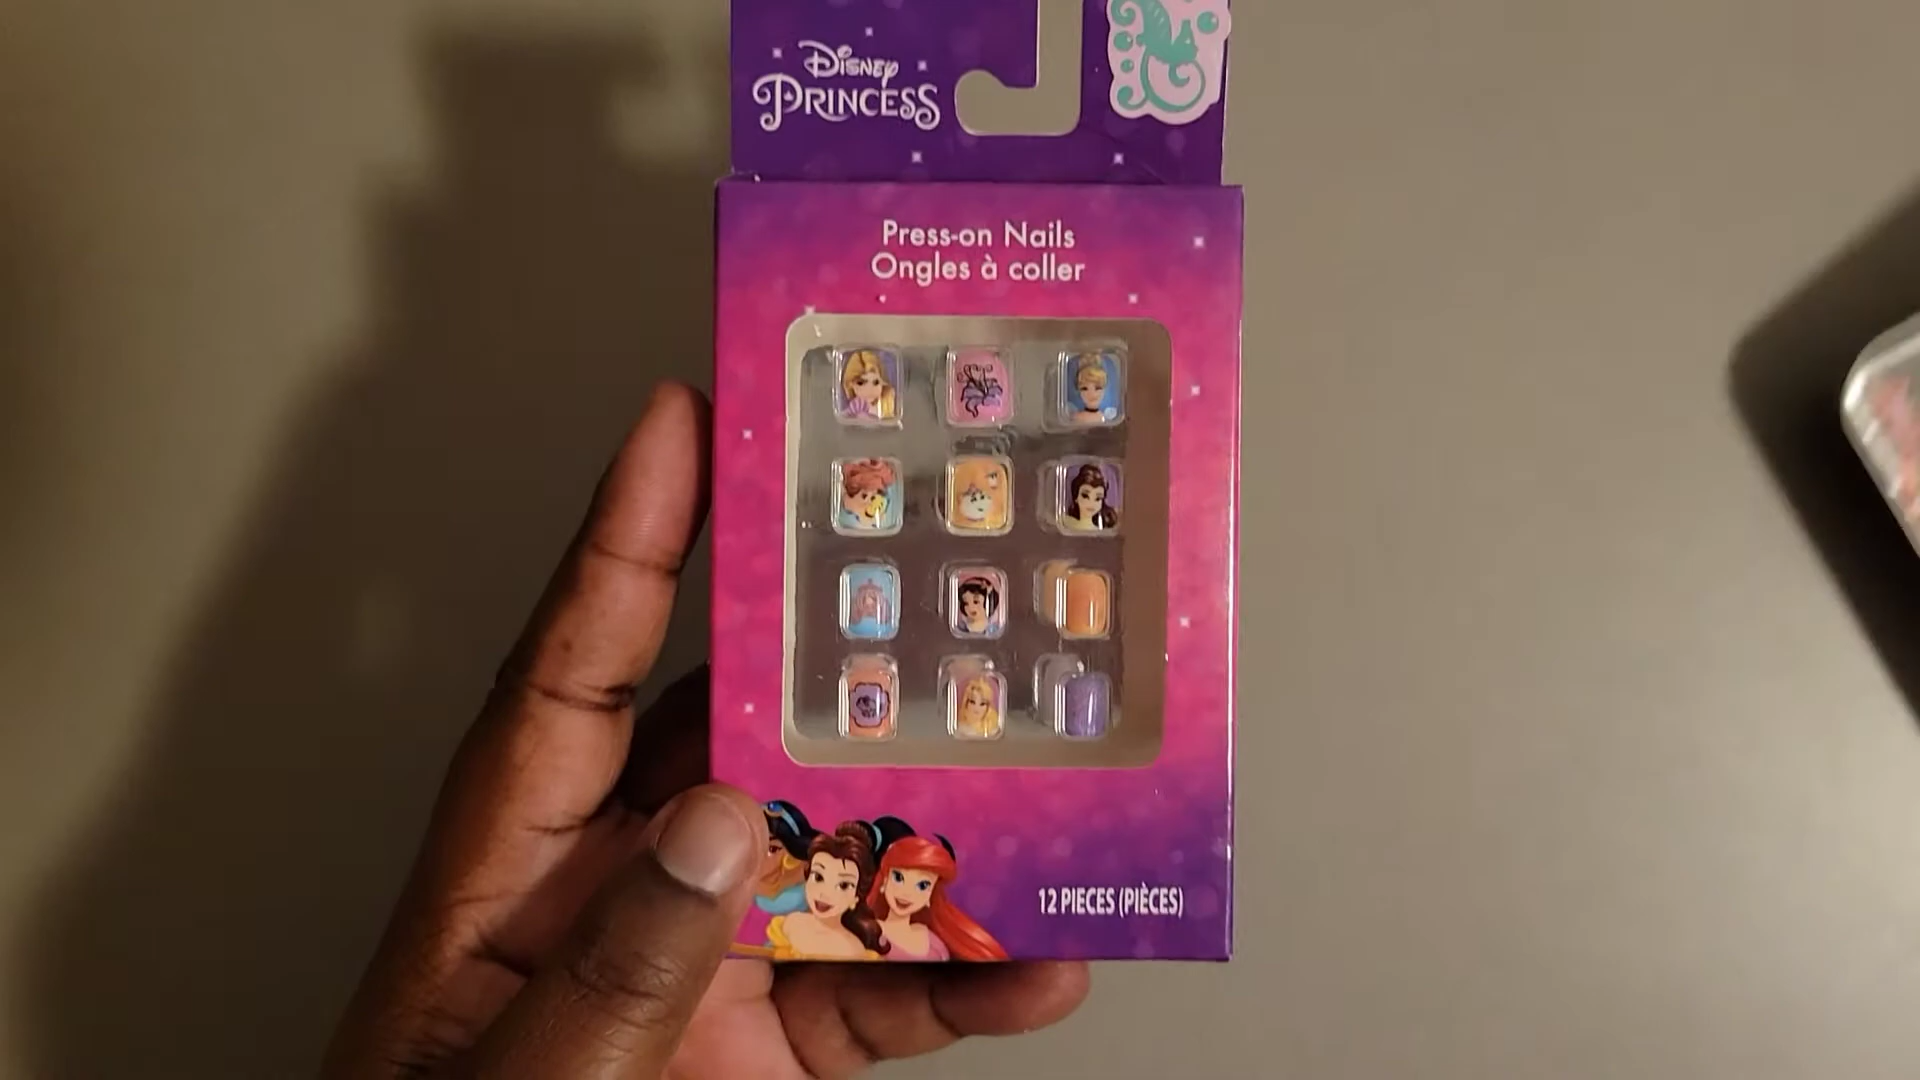 Disney
PRINCESS
Press-on Nails
Ongles à coller
12 PIECES (PIÈCES)